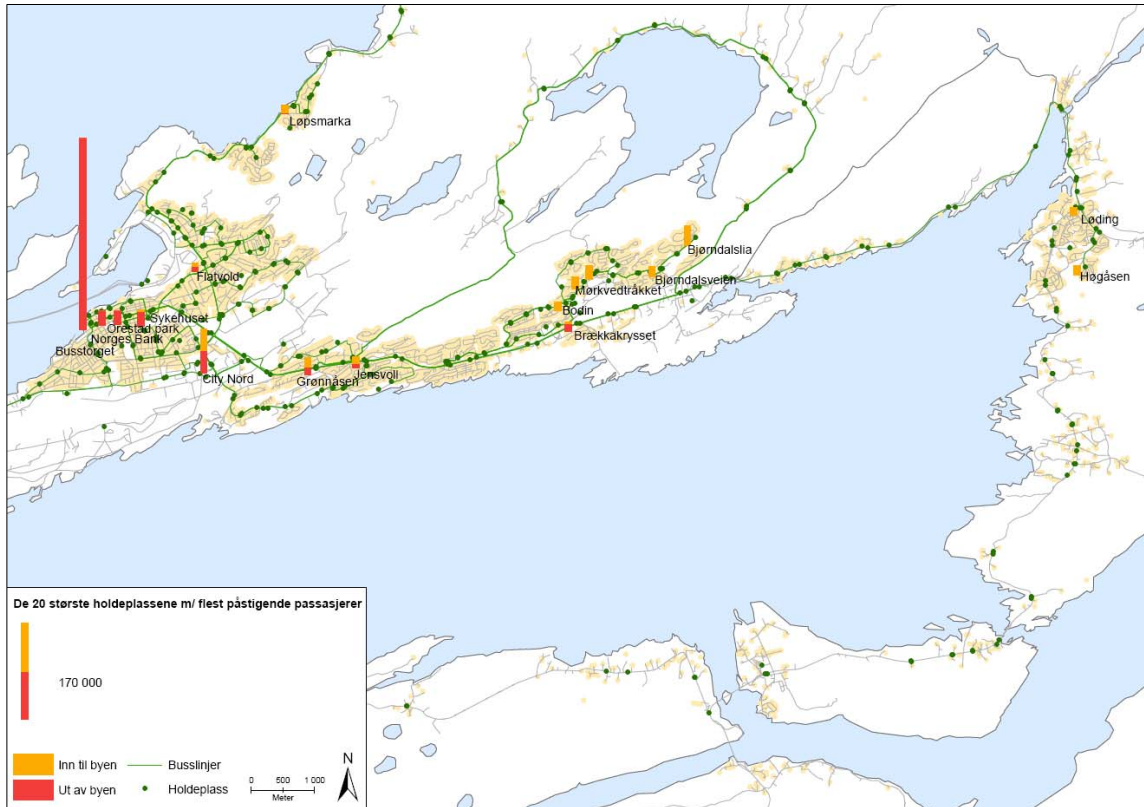 Løpsmarka
Løding
Bjørndalslia
Flatvold
Høgåsen
Bjørndalsveien
Mørkvedtråkket
Bodin
Sykehuset
Orestad park
Brækkakrysset
Norges Bank
Busstorget
Jensvoll
Grønnåsen
City Nord
De 20 største holdeplassene m/ flest påstigende passasjerer
170 000
Inn til byen
Busslinjer
Ut av byen
Holdeplass
0 500 1 000
Meter
N